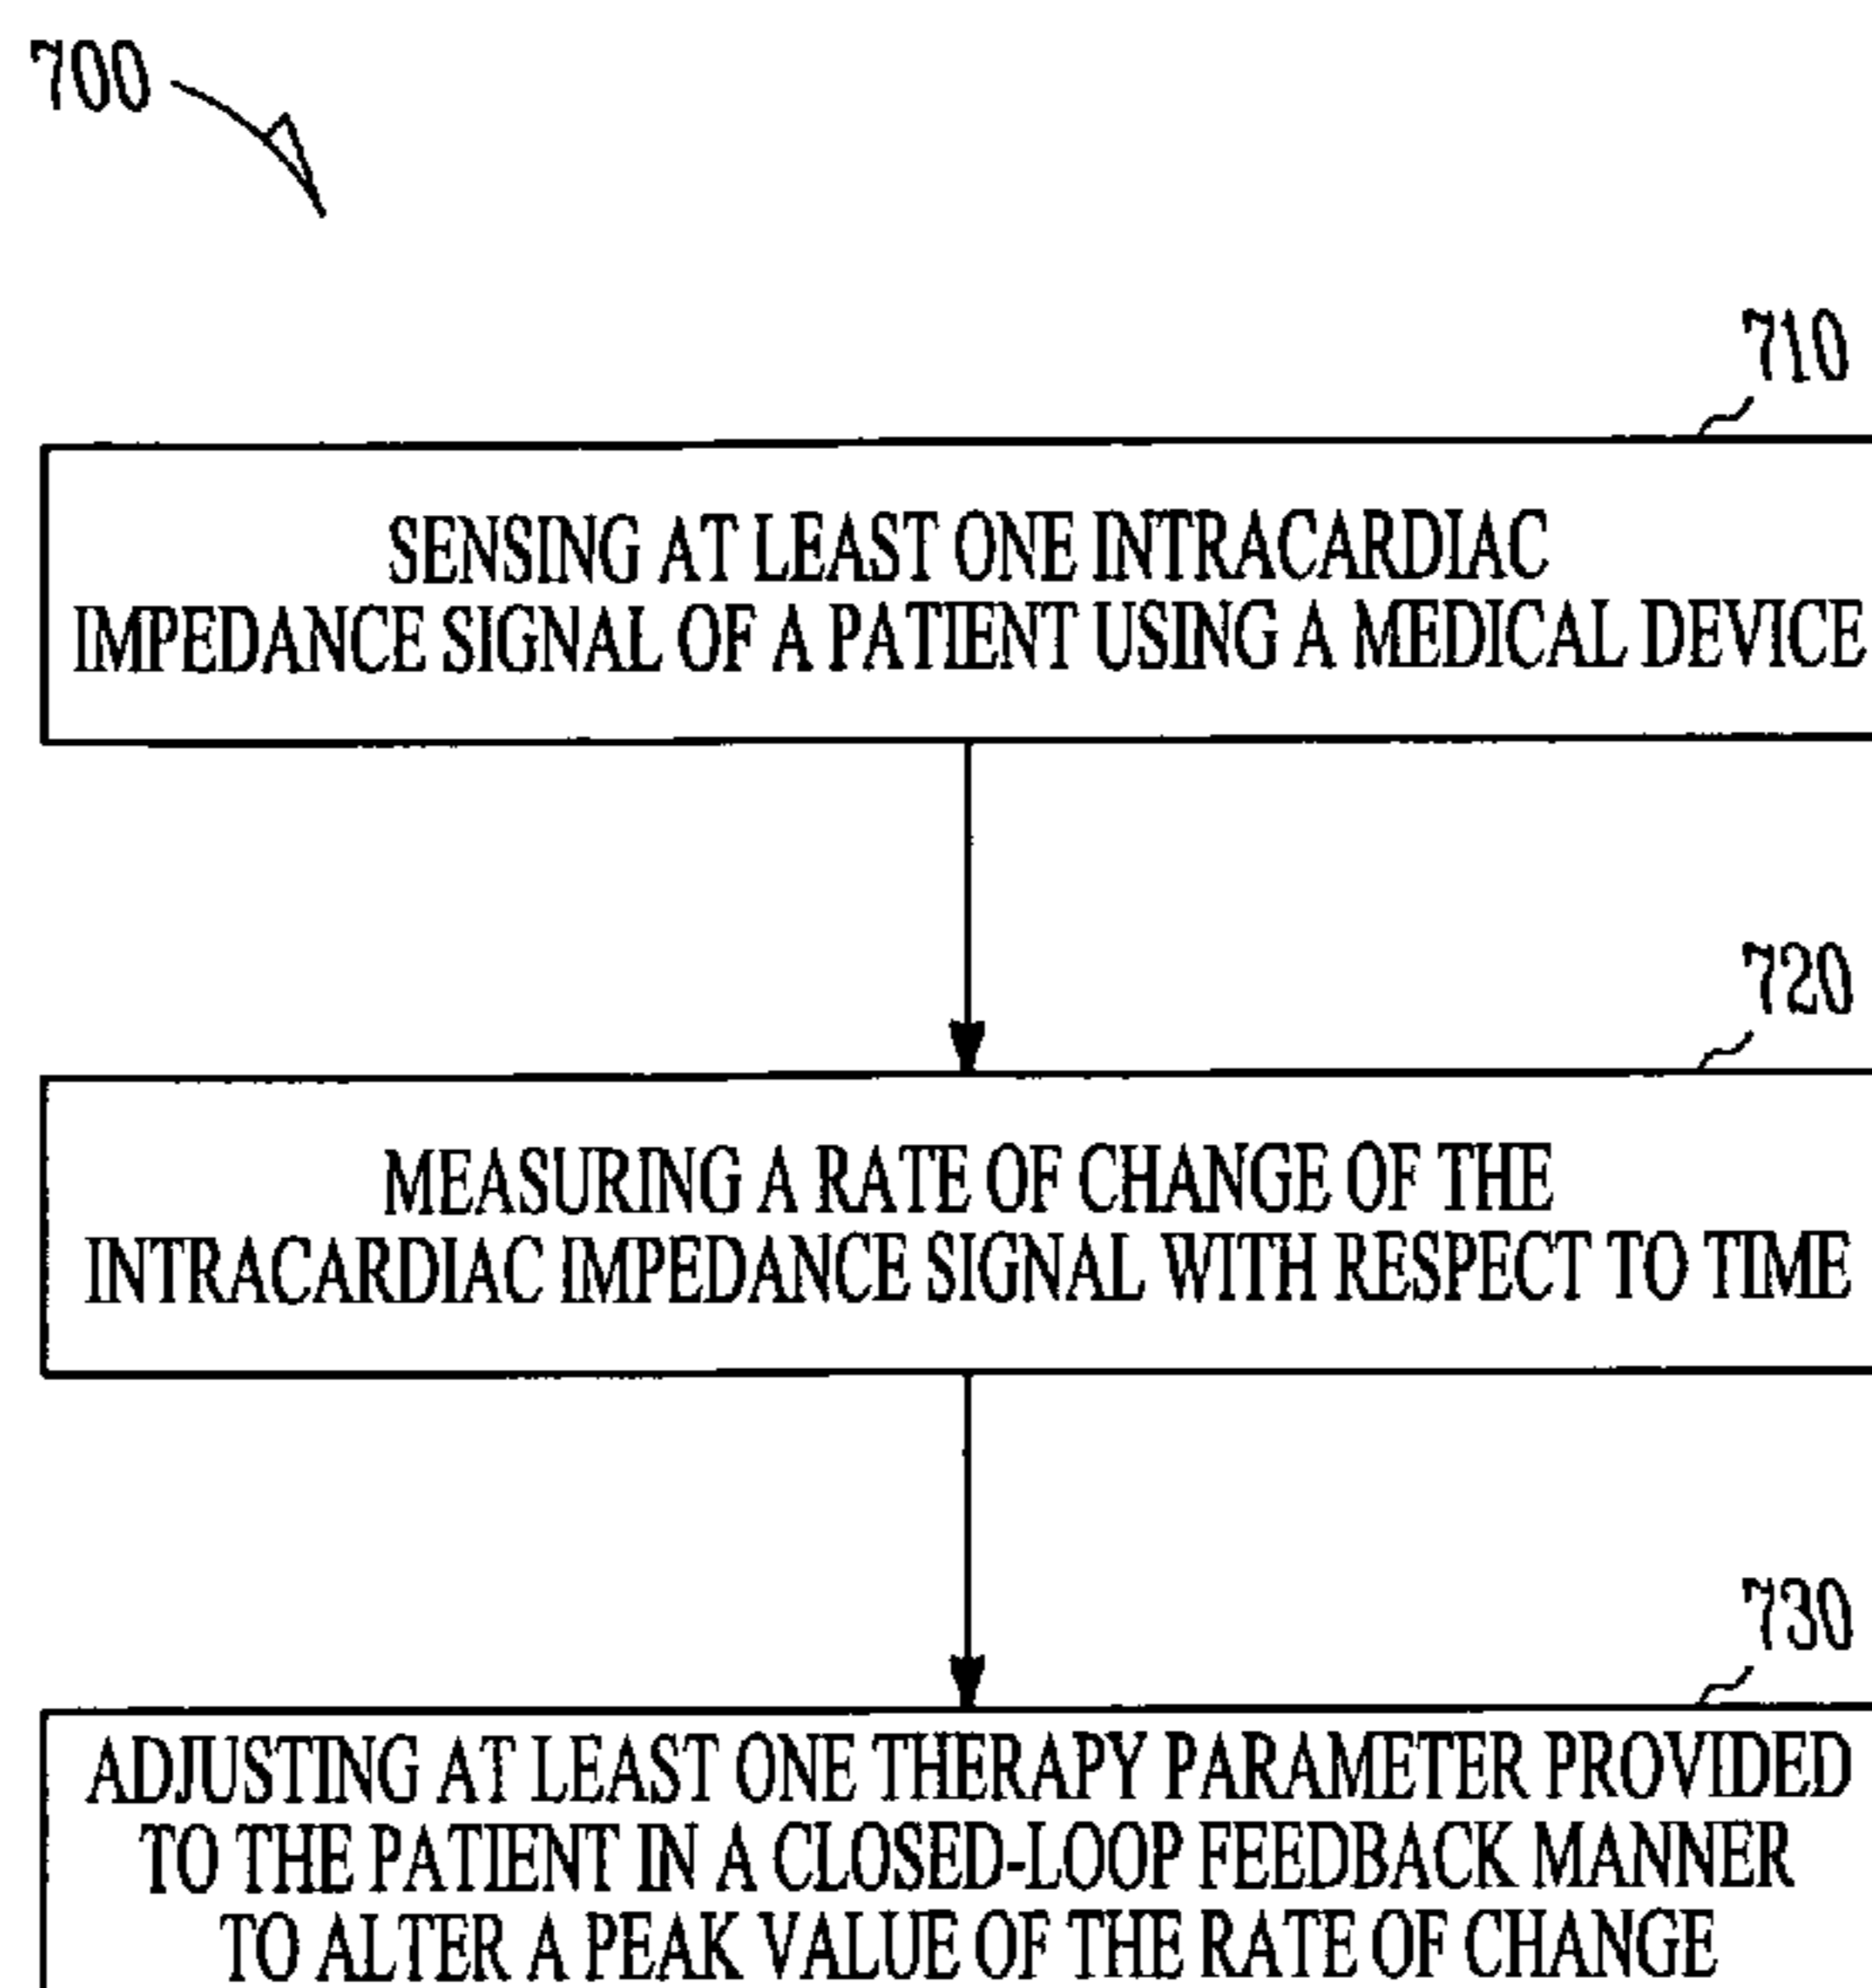 700
710
SENSING AT LEAST ONE INTRACARDIAC
IMPEDANCE SIGNAL OF A PATIENT USING A MEDICAL DEVICE
720
MEASURING A RATE OF CHANGE OF THE
INTRACARDIAC IMPEDANCE SIGNAL WITH RESPECT TO TIME
730
ADJUSTING AT LEAST ONE THERAPY PARAMETER PROVIDED
TO THE PATIENT IN A CLOSED-LOOP FEEDBACK MANNER
TO ALTER A PEAK VALUE OF THE RATE OF CHANGE